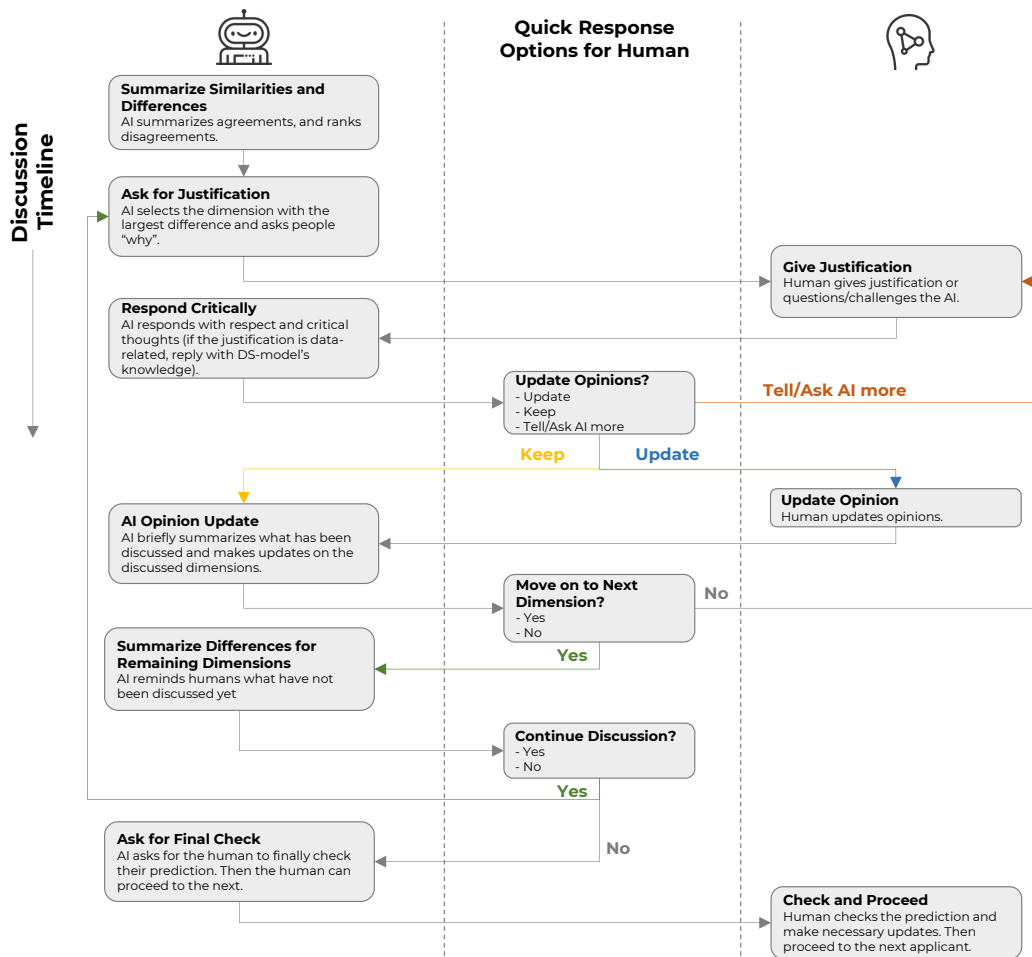 Quick Response
Options for Human
Discussion
Timeline
Summarize Similarities and
Differences
AI summarizes agreements, and ranks
disagreements.
Ask for Justification
AI selects the dimension with the
largest difference and asks people
“why”.
Give Justification
Human gives justification or
questions/challenges the AI.
Respond Critically
AI responds with respect and critical
thoughts (if the justification is data-
related, reply with DS-model’s
knowledge).
Update Opinions?
- Update
- Keep
- Tell/Ask AI more
Tell/Ask AI more
Keep
Update
Update Opinion
Human updates opinions.
AI Opinion Update
AI briefly summarizes what has been
discussed and makes updates on the
discussed dimensions.
Move on to Next
Dimension?
- Yes
- No
No
Yes
Summarize Differences for
Remaining Dimensions
AI reminds humans what have not
been discussed yet
Continue Discussion?
- Yes
- No
Yes
No
Ask for Final Check
AI asks for the human to finally check
their prediction. Then the human can
proceed to the next.
Check and Proceed
Human checks the prediction and
make necessary updates. Then
proceed to the next applicant.